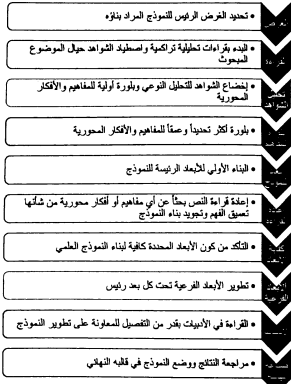 • تحديد الغرض الرئيس للنموذج المراد بناؤه
• البدء بقراءات تحليلية تراكمية واصطياد الشواهد حيال الموضوع
المبحوث
• إخضاع الشواهد للتحليل النوعي وبلورة أولية للمفاهيم والأفكار
المحورية
• بلورة أكثر تحديداً وعمقاً للمفاهيم والأفكار المحورية
• البناء الأولي للأبعاد الرئيسة للنموذج
• إعادة قراءة النص بحثاً عن أي مفاهيم أو أفكار محورية من شأنها
تعميق الفهم وتجويد بناء النموذج
• التأكد من كون الأبعاد المحددة كافية لبناء النموذج العلمي
• تطوير الأبعاد الفرعية تحت كل بعد رئيس
الفرعية
• القراءة في الأدبيات بقدر من التفصيل للمعاونة على تطوير النموذج
• مراجعة النتائج ووضع النموذج في قالبه النهائي